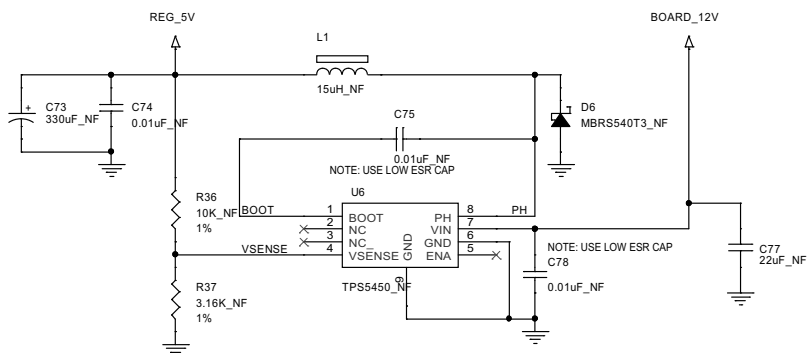 REG_5V
BOARD_12V
L1
15uH_NF
C73
330uF_NF
C74
0.01uF_NF
C75
0.01uF_NF
NOTE: USE LOW ESR CAP
D6
MBRS540T3_NF
U6
R36
10K_NF
1%
BOOT
1
BOOT
2
NC
3
NC_
VSENSE
4
VSENSE
GND
9
PH
8
PH
VIN
7
GND
6
ENA
5
TPS5450_NF
NOTE: USE LOW ESR CAP
C78
0.01uF_NF
C77
22uF_NF
R37
3.16K_NF
1%